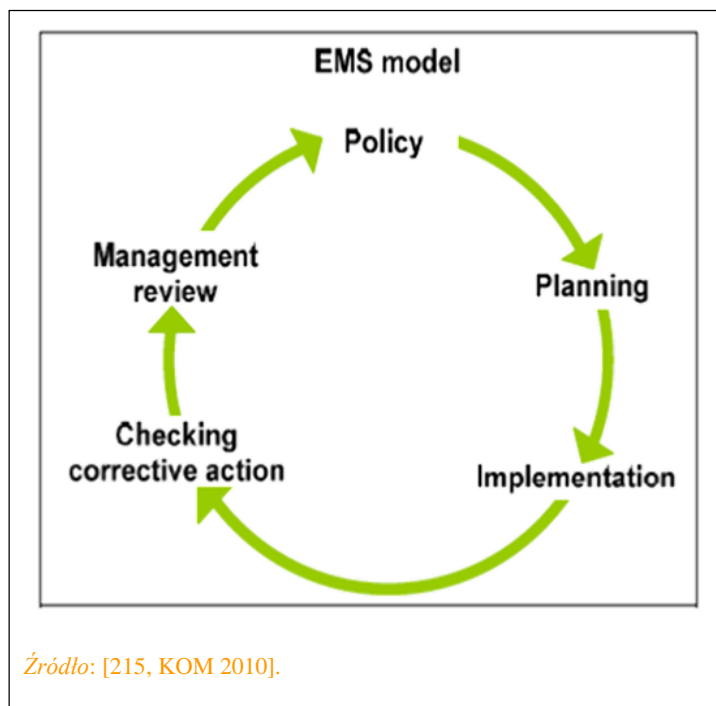 EMS model
Policy
Planning
Implementation
Checking
corrective action
Management
review
Źródło: [215, KOM 2010].